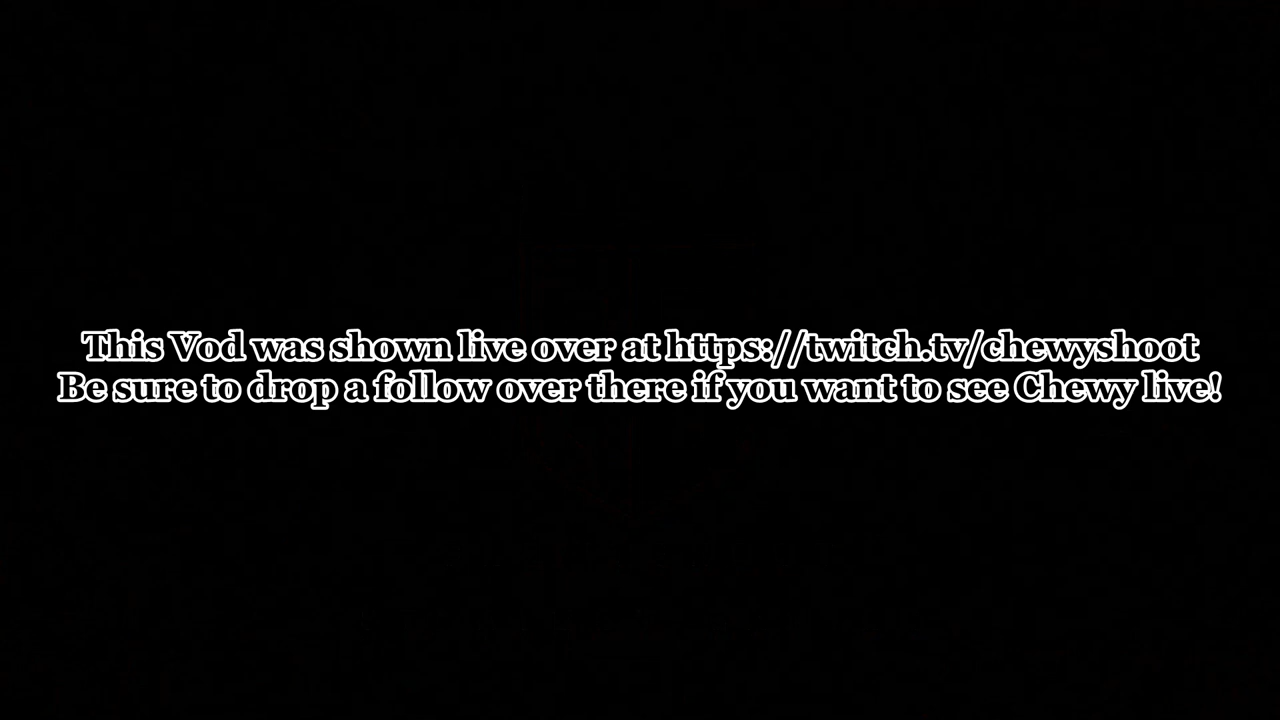 This Vod was shown live over at https://twitch.tv/chewyshoot
Be sure to drop a follow over there if you want to see Chewy live!